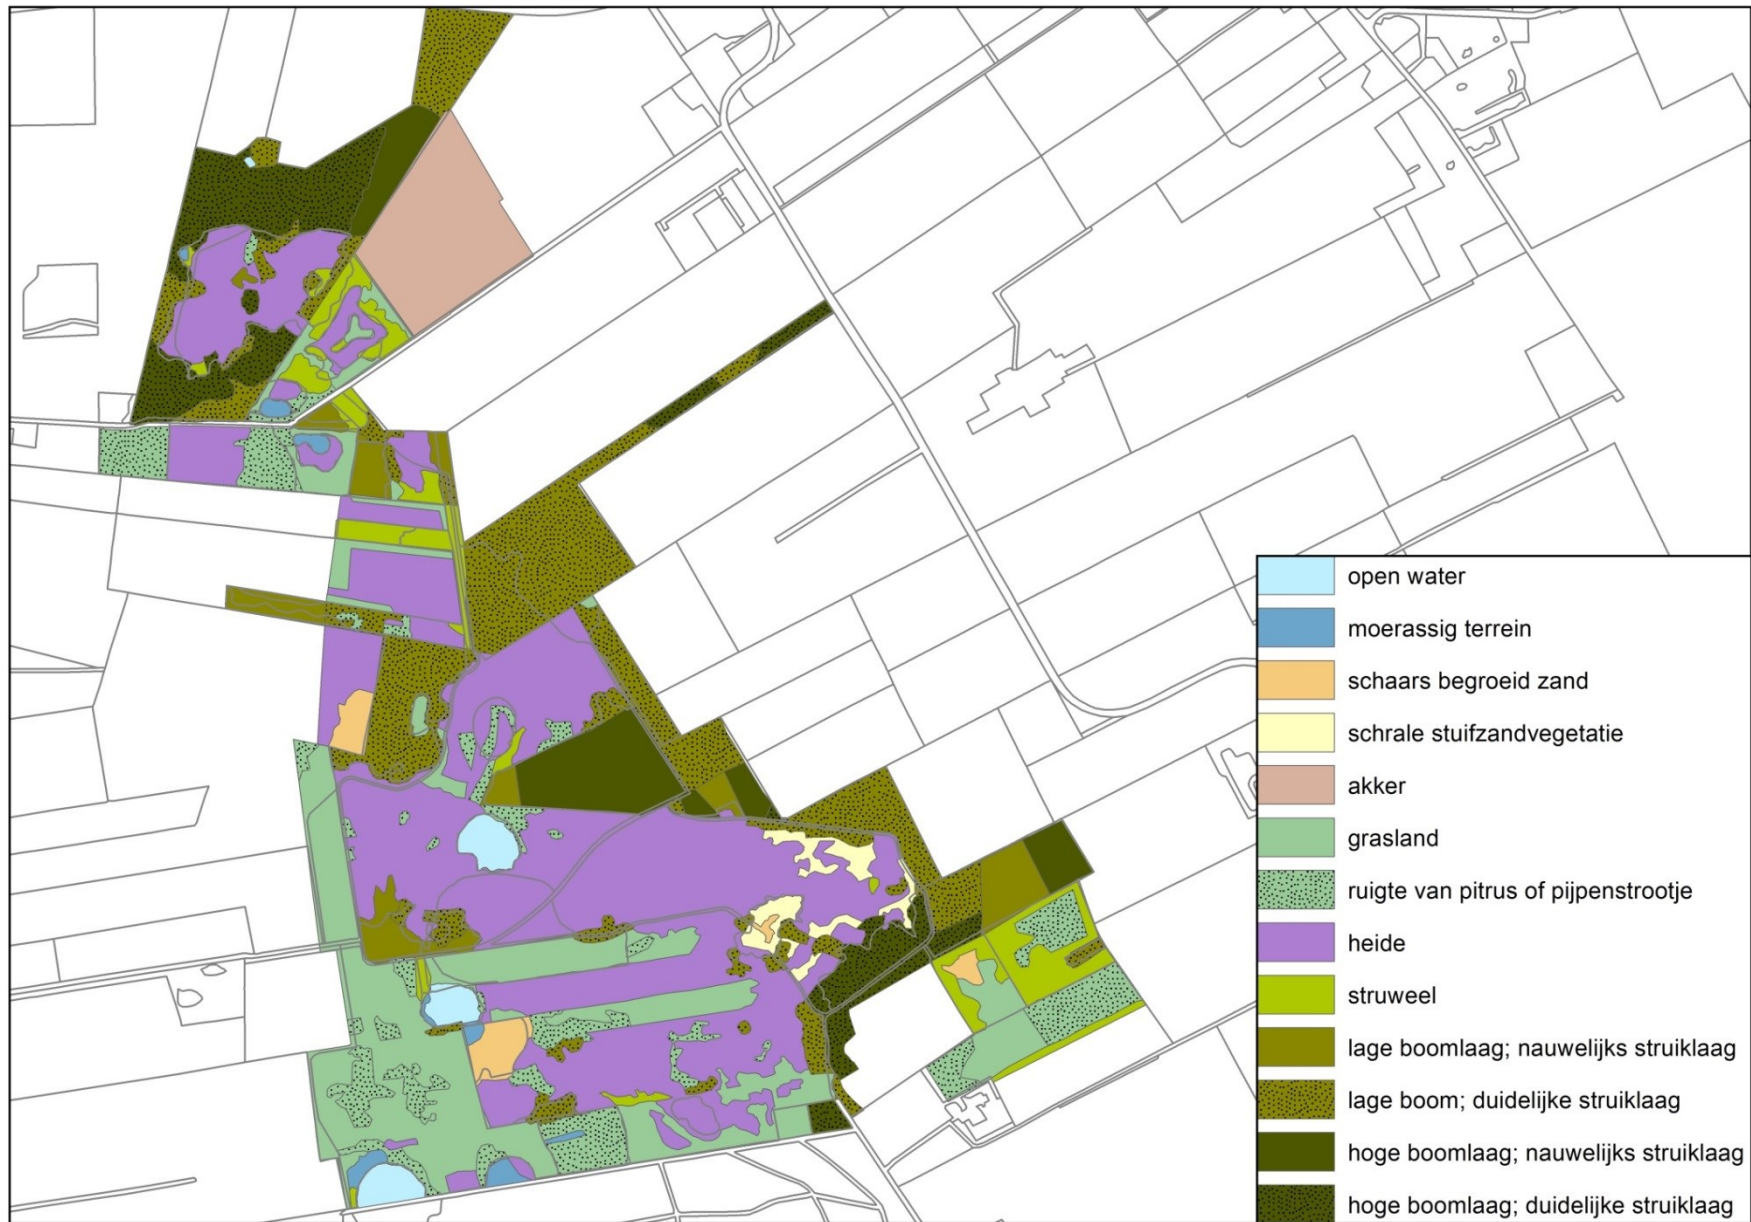 open water
moerassig terrein
schaars begroeid zand
schrale stuifzandvegetatie
akker
grasland
ruigte van pitrus of pijpenstrootje
heide
struweel
lage boomlaag; nauwelijks struiklaag
lage boom; duidelijke struiklaag
hoge boomlaag; nauwelijks struiklaag
hoge boomlaag; duidelijke struiklaag